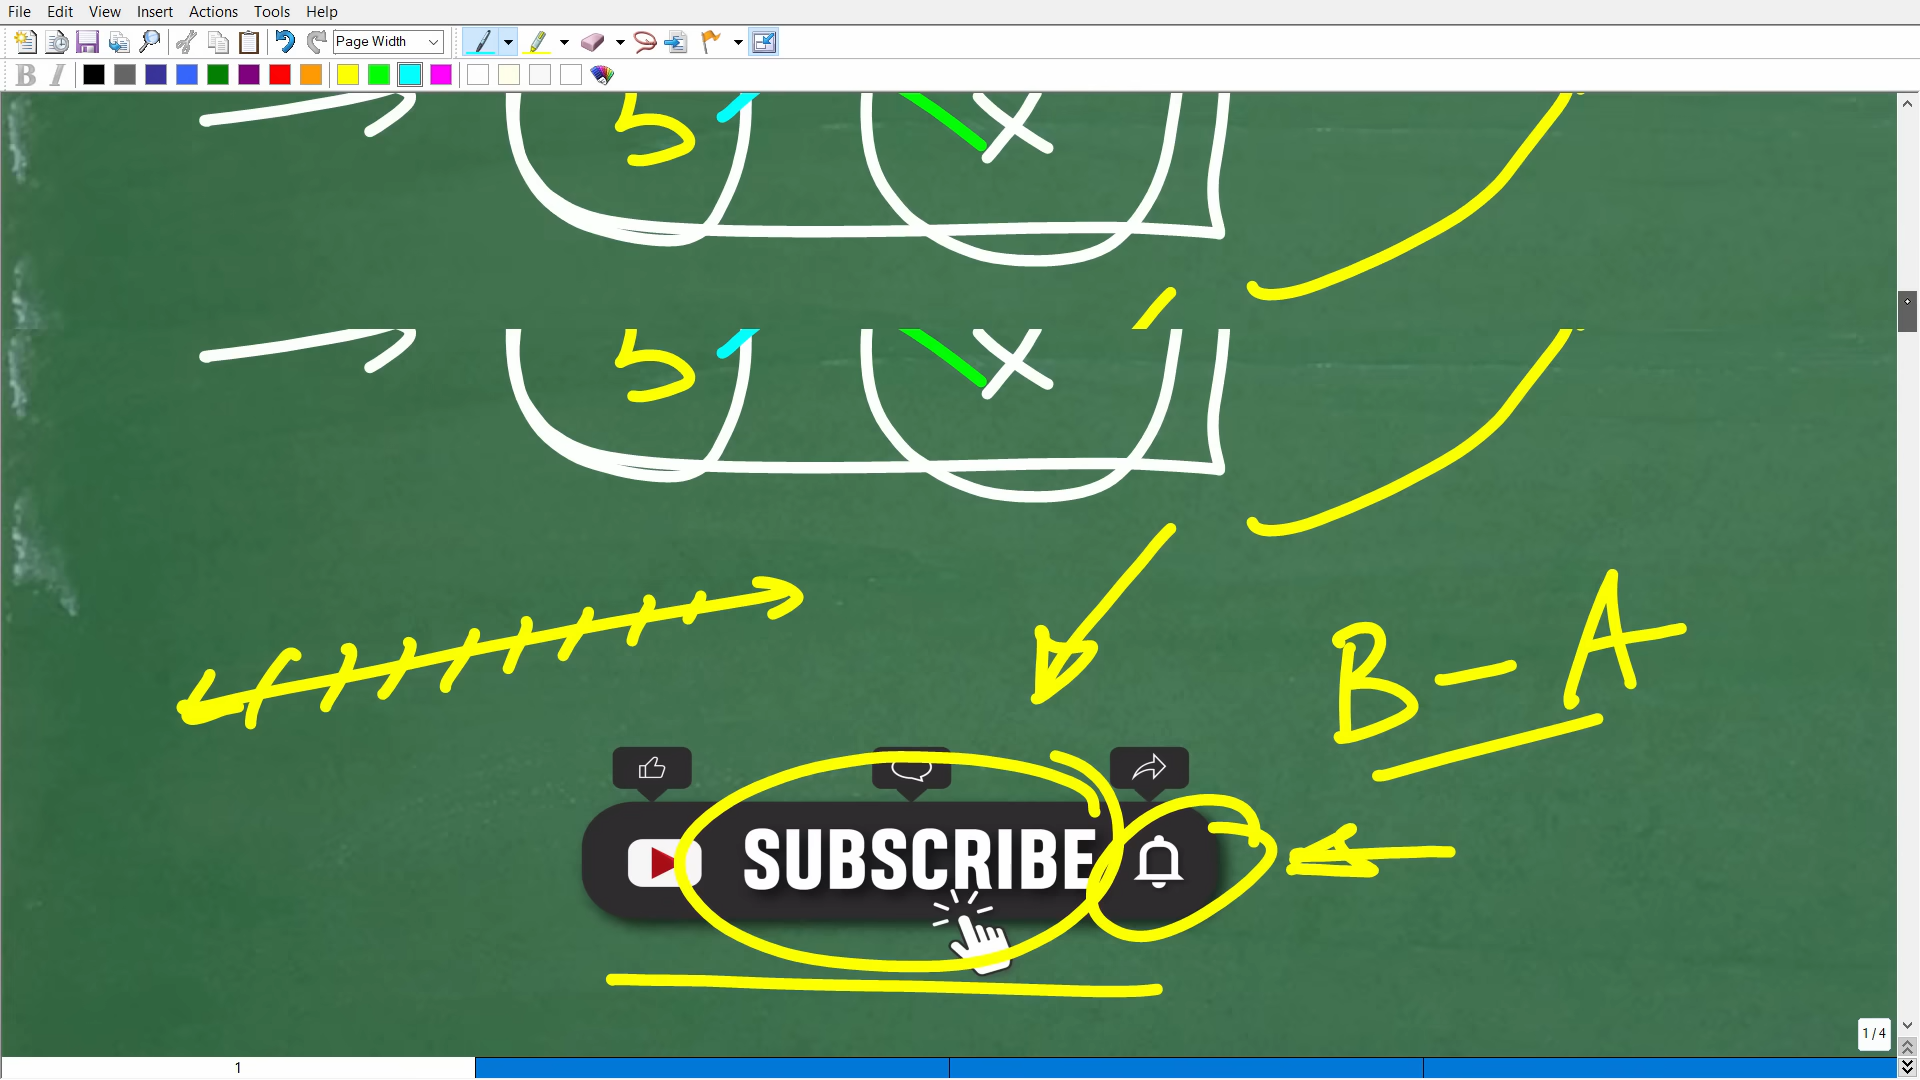 File Edit View Insert Actions Tools Help
Page Width
B I
5 X
5 X
B - A
SUBSCRIBE
1 / 4
1